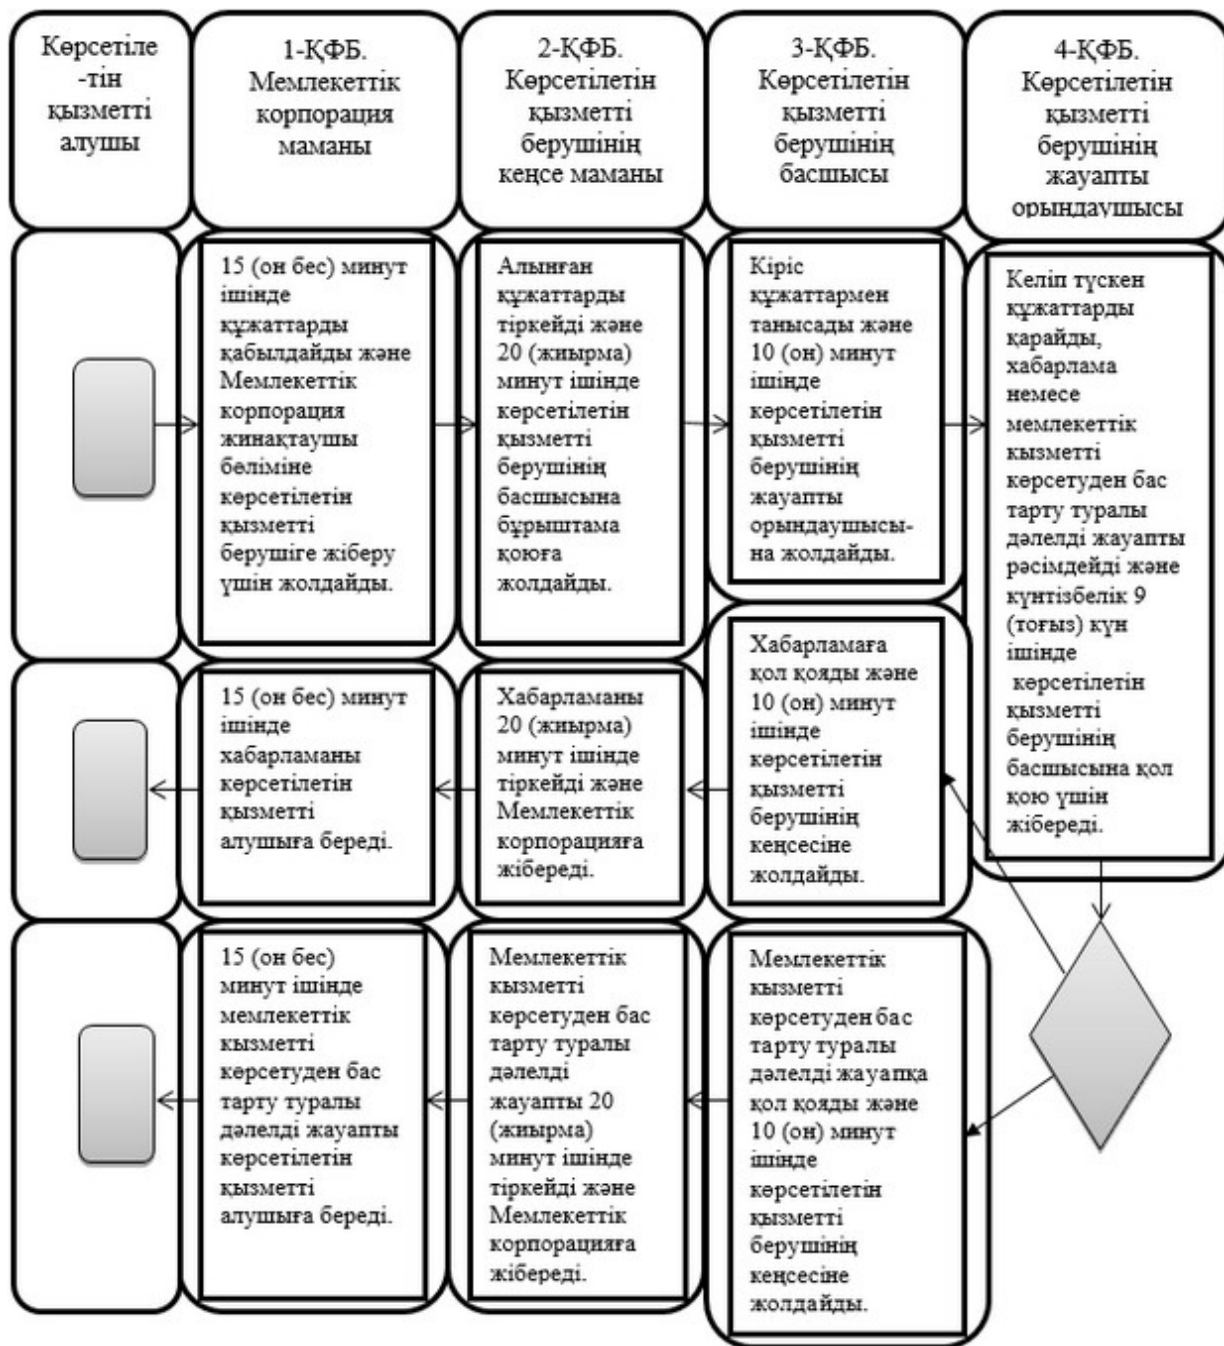 Көрсетіле
-тін
қызметті
алушы
1-ҚФБ.
Мемлекеттік
корпорация
маманы
2-ҚФБ.
Көрсетілетін
қызметті
берушінің
кеңсе маманы
3-ҚФБ.
Көрсетілетін
қызметті
берушінің
басшысы
4-ҚФБ.
Көрсетілетін
қызметті
берушінің
жауапты
орындаушысы
15 (он бес) минут
ішінде
құжаттарды
қабылдайды және
Мемлекеттік
корпорация
жинақтаушы
бөліміне
көрсетілетін
қызметті
берушіге жіберу
үшін жолдайды.
Алынған
құжаттарды
тіркейді және
20 (жиырма)
минут ішінде
көрсетілетін
қызметті
берушінің
басшысына
бұрыштама
қоюға
жолдайды.
Кіріс
құжаттармен
танысады және
10 (он) минут
ішінде
көрсетілетін
қызметті
берушінің
жауапты
орындаушысы-
на жолдайды.
Келіп түскен
құжаттарды
қарайды,
хабарлама
немесе
мемлекеттік
кызметті
көрсетуден бас
тарту туралы
дәлелді жауапты
рәсімдейді және
күнтізбелік 9
(тоғыз) күн
ішінде
көрсетілетін
қызметті
берушінің
басшысына қол
қою үшін
жібереді.
15 (он бес) минут
ішінде
хабарламаны
көрсетілетін
қызметті
алушыға береді.
Хабарламаны
20 (жиырма)
минут ішінде
тіркейді және
Мемлекеттік
корпорацияға
жібереді.
Хабарламаға
қол қояды және
10 (он) минут
ішінде
көрсетілетін
қызметті
берушінің
кеңсесіне
жолдайды.
15 (он бес)
минут ішінде
мемлекеттік
кызметті
көрсетуден бас
тарту туралы
дәлелді жауапты
көрсетілетін
қызметті
алушыға береді.
Мемлекеттік
кызметті
көрсетуден бас
тарту туралы
дәлелді
жауапты 20
(жиырма)
минут ішінде
тіркейді және
Мемлекеттік
корпорацияға
жібереді.
Мемлекеттік
кызметті
көрсетуден бас
тарту туралы
дәлелді жауапқа
қол қояды және
10 (он) минут
ішінде
көрсетілетін
қызметті
берушінің
кеңсесіне
жолдайды.